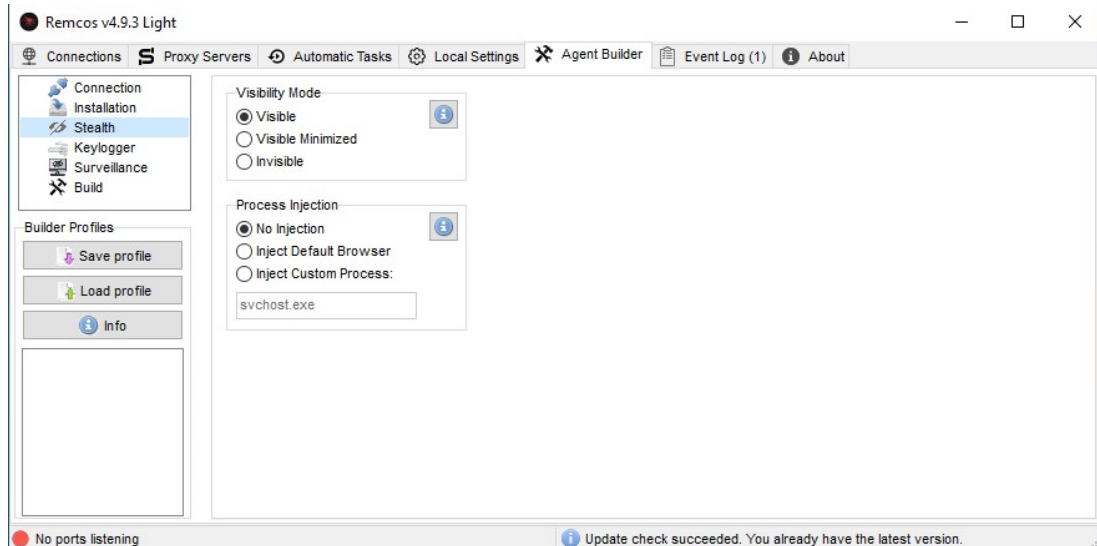 Remcos v4.9.3 Light
Connections Proxy Servers Automatic Tasks Local Settings Agent Builder Event Log (1) About
Connection
Installation
Stealth
Keylogger
Surveillance
Build
Builder Profiles
Save profile
Load profile
Info
Visibility Mode
Visible
Visible Minimized
Invisible
Process Injection
No Injection
Inject Default Browser
Inject Custom Process:
svchost.exe
No ports listening
Update check succeeded. You already have the latest version.